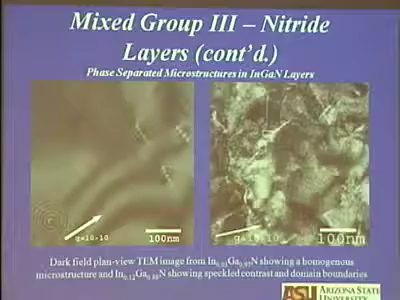 Mixed Group III – Nitride
Layers (cont'd.)
Phase Separated Microstructures in InGaN Layers
g=10-10
100nm
100nm
Dark field plan-view TEM image from In0.03Ga0.97N showing a homogenous
microstructure and In0.12Ga0.88N showing speckled contrast and domain boundaries
ASU ARIZONA STATE
UNIVERSITY